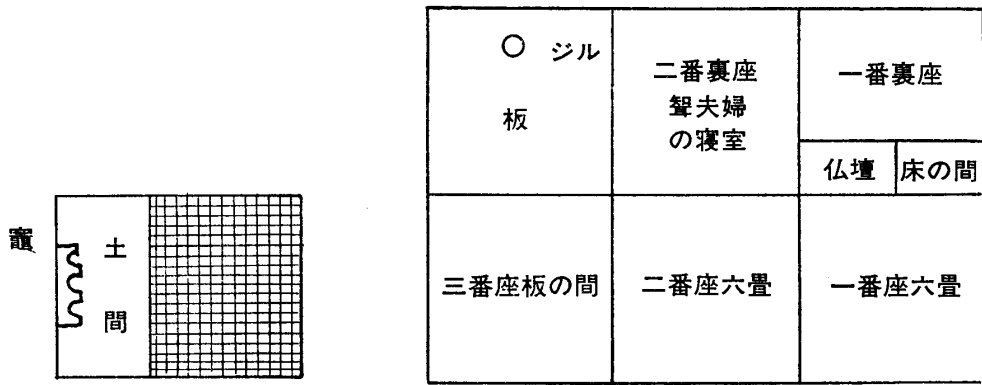 ジル
板
二番裏座
聟夫婦
の寝室
一番裏座
仏壇
床の間
竈
土
間
三番座板の間
二番座六畳
一番座六畳